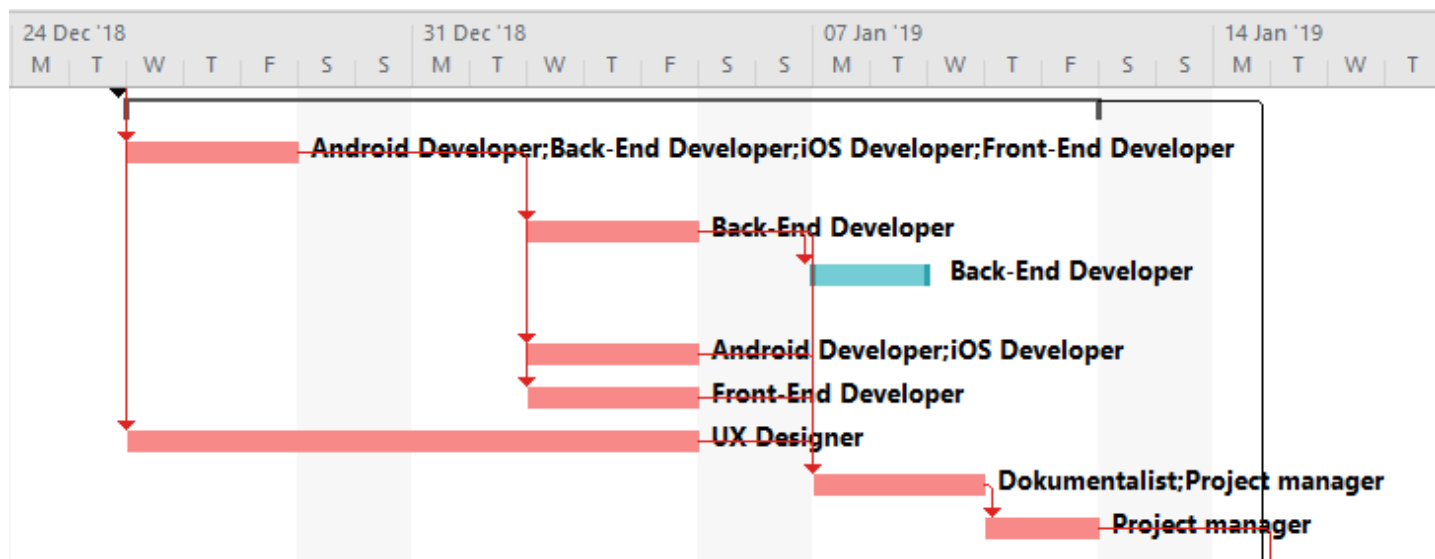 24 Dec '18 31 Dec '18 07 Jan '19 14 Jan '19
M T W T F S S M T W T F S S M T W T F S S M T W T
Android Developer;Back-End Developer;iOS Developer;Front-End Developer
Back-End Developer
Back-End Developer
Android Developer;iOS Developer
Front-End Developer
UX Designer
Dokumentalist;Project manager
Project manager